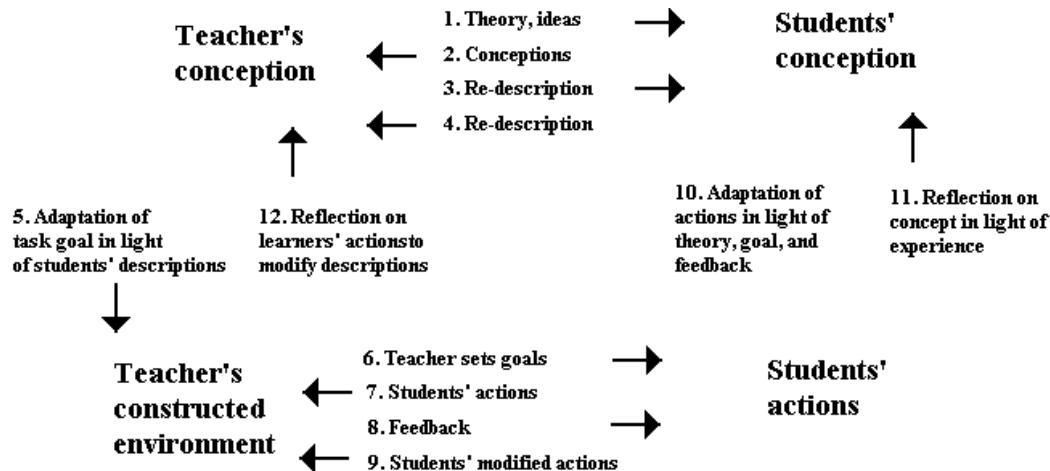 Teacher's
conception
1. Theory, ideas
2. Conceptions
3. Re-description
4. Re-description
Students'
conception
5. Adaptation of
task goal in light
of students' descriptions
12. Reflection on
learners' actionsto
modify descriptions
10. Adaptation of
actions in light of
theory, goal, and
feedback
11. Reflection on
concept in light of
experience
Teacher's
constructed
environment
6. Teacher sets goals
7. Students' actions
8. Feedback
9. Students' modified actions
Students'
actions